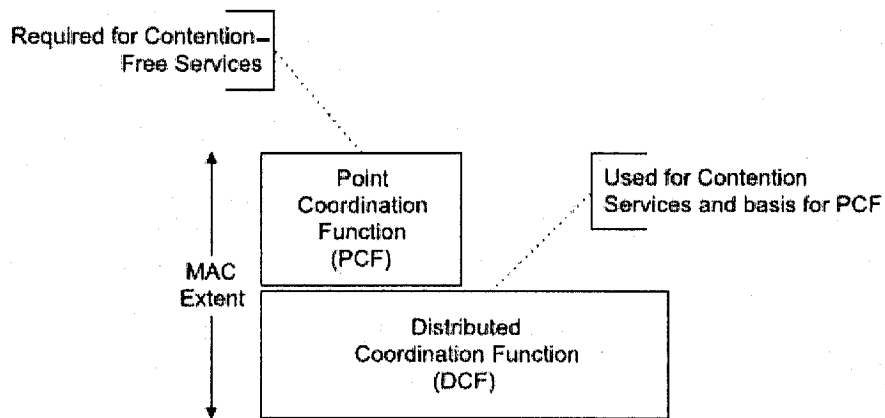 Required for Contention–
Free Services
Point
Coordination
Function
(PCF)
Used for Contention
Services and basis for PCF
MAC
Extent
Distributed
Coordination Function
(DCF)